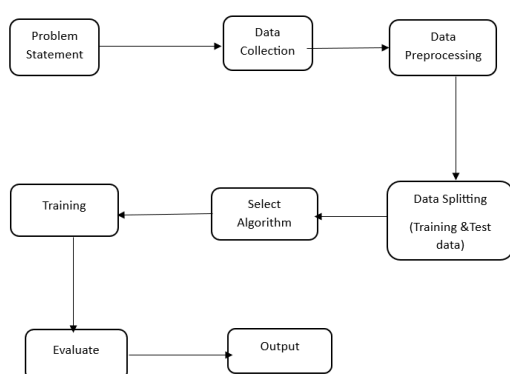 Problem
Statement
Data
Collection
Data
Preprocessing
Data Splitting
(Training &Test
data)
Select
Algorithm
Training
Evaluate
Output